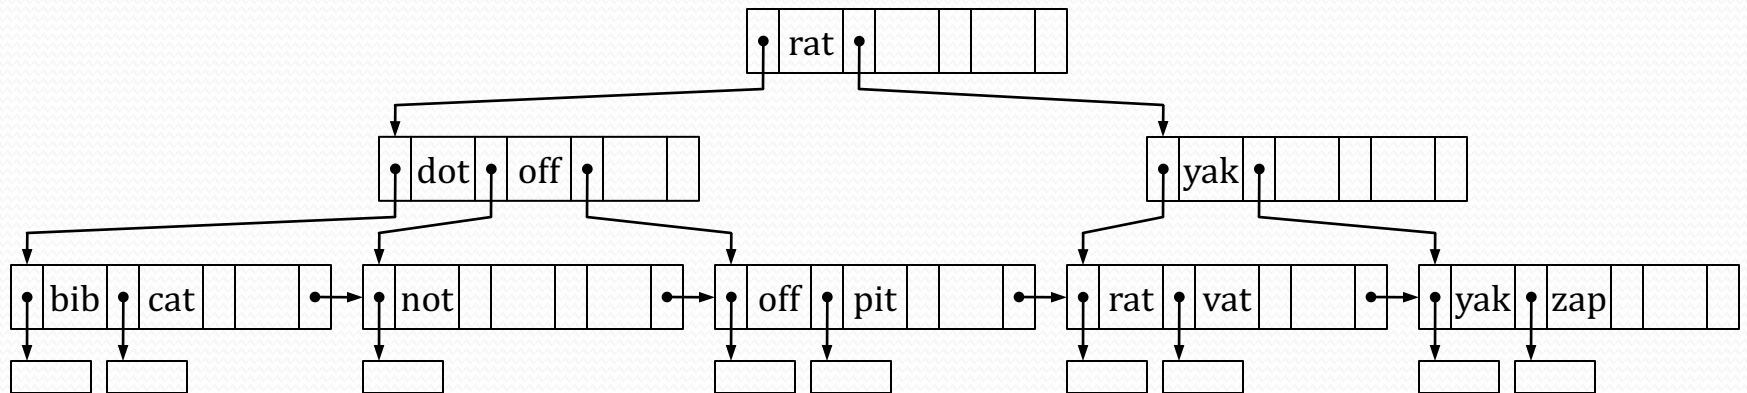 rat
dot off yak
bib cat not off pit rat vat yak zap